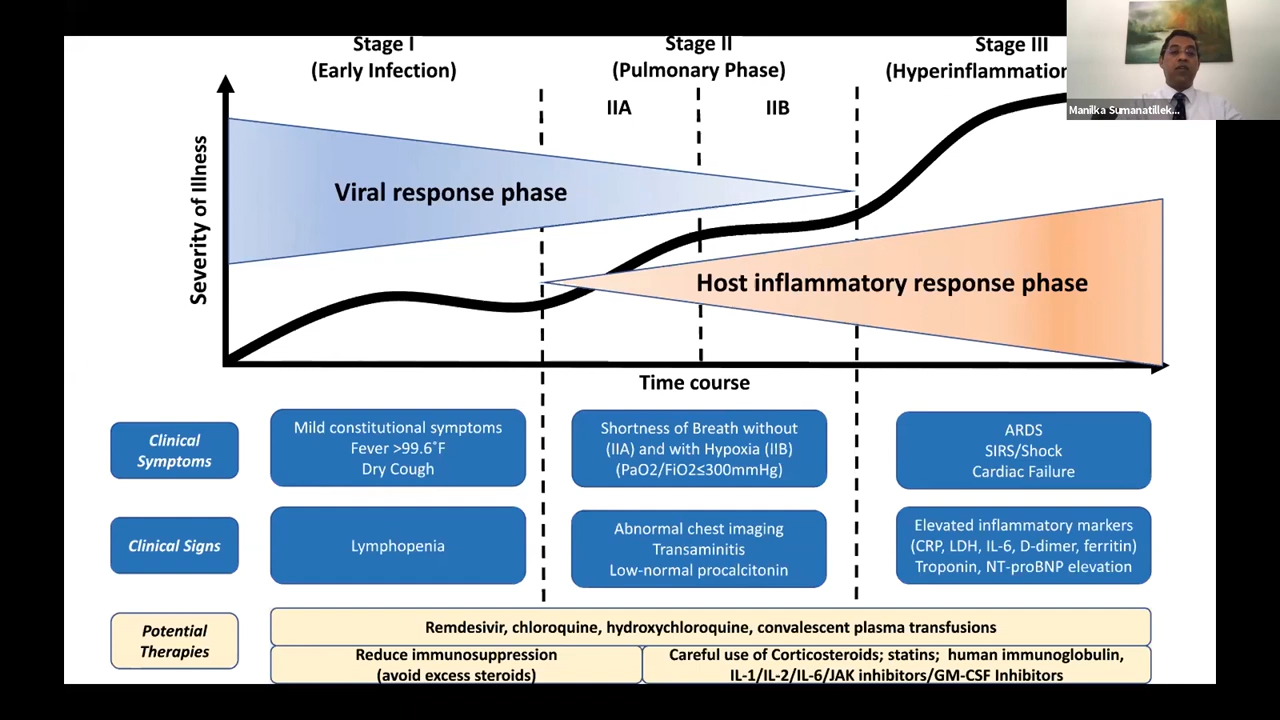 Stage I
(Early Infection)
Stage II
(Pulmonary Phase)
Stage III
(Hyperinflammation
IIA
IIB
Manilka Sumanatillek...
Severity of Illness
Viral response phase
Host inflammatory response phase
Time course
Clinical
Symptoms
Mild constitutional symptoms
Fever >99.6°F
Dry Cough
Shortness of Breath without
(IIA) and with Hypoxia (IIB)
(PaO2/FiO2≤300mmHg)
ARDS
SIRS/Shock
Cardiac Failure
Clinical Signs
Lymphopenia
Abnormal chest imaging
Transaminitis
Low-normal procalcitonin
Elevated inflammatory markers
(CRP, LDH, IL-6, D-dimer, ferritin)
Troponin, NT-proBNP elevation
Potential
Therapies
Remdesivir, chloroquine, hydroxychloroquine, convalescent plasma transfusions
Reduce immunosuppression
(avoid excess steroids)
Careful use of Corticosteroids; statins; human immunoglobulin,
IL-1/IL-2/IL-6/JAK inhibitors/GM-CSF Inhibitors